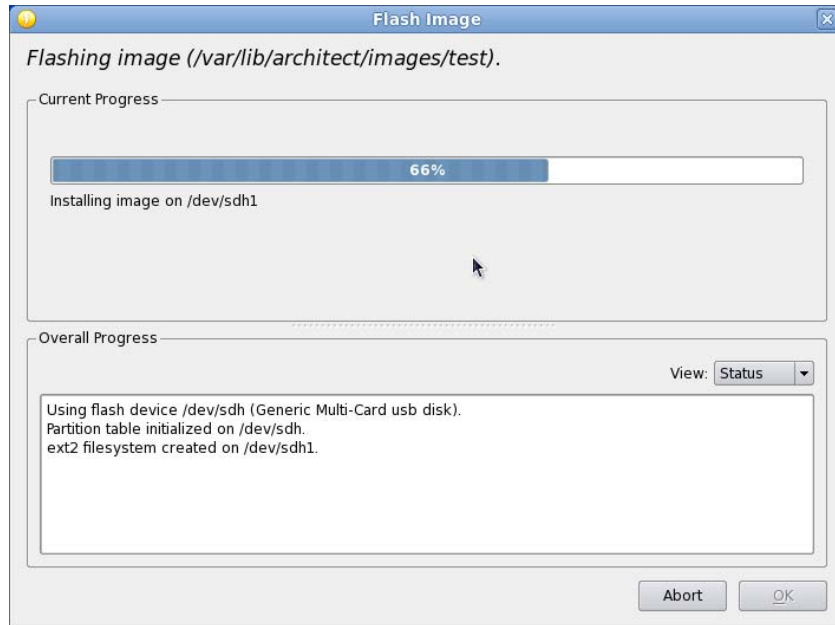 Flash Image
Flashing image (/var/lib/architect/images/test).
Current Progress
66%
Installing image on /dev/sdh1
Overall Progress
View: Status
Using flash device /dev/sdh (Generic Multi-Card usb disk).
Partition table initialized on /dev/sdh.
ext2 filesystem created on /dev/sdh1.
Abort OK